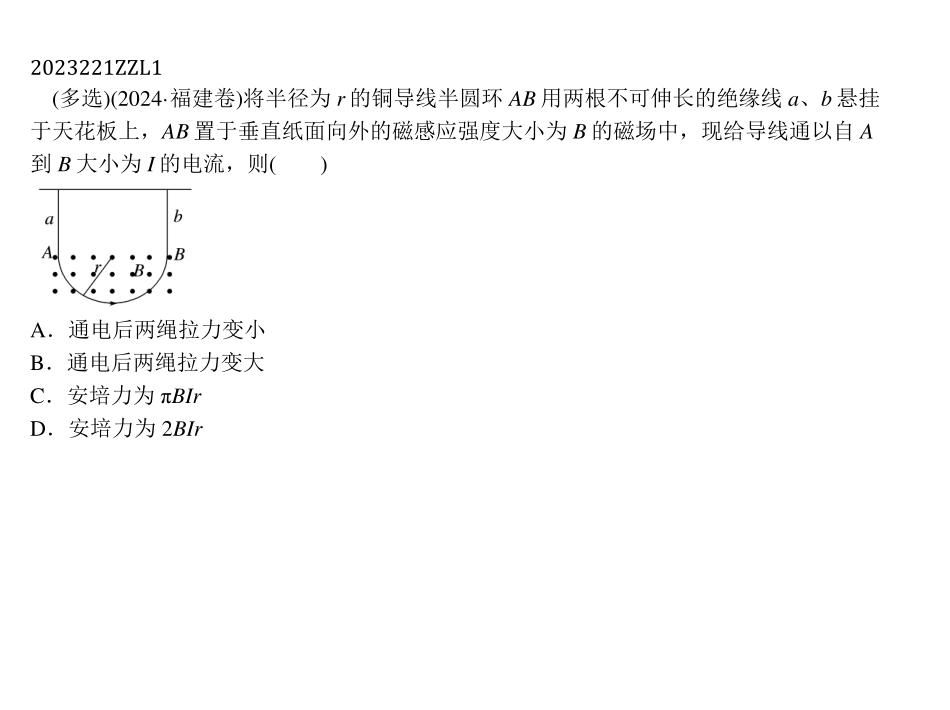 2023221ZZL1
(多选)(2024·福建卷)将半径为 r 的铜导线半圆环 AB 用两根不可伸长的绝缘线 a、b 悬挂
于天花板上，AB 置于垂直纸面向外的磁感应强度大小为 B 的磁场中，现给导线通以自 A
到 B 大小为 I 的电流，则(　　)
a b
A B
r B
A．通电后两绳拉力变小
B．通电后两绳拉力变大
C．安培力为 πBIr
D．安培力为 2BIr